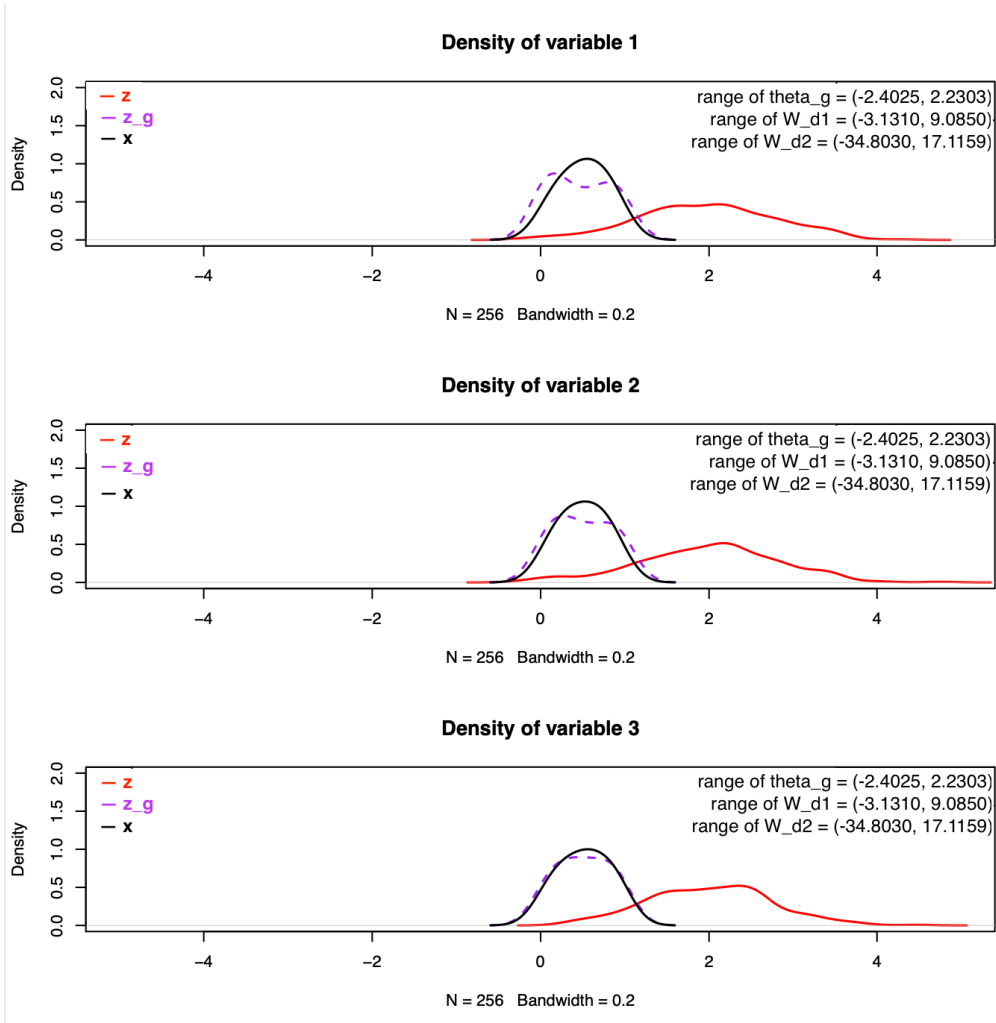 Density of variable 1
Density
0.0 0.5 1.0 1.5 2.0
z
z_g
x
range of theta_g = (-2.4025, 2.2303)
range of W_d1 = (-3.1310, 9.0850)
range of W_d2 = (-34.8030, 17.1159)
−4 −2 0 2 4
N = 256 Bandwidth = 0.2
Density of variable 2
Density
0.0 0.5 1.0 1.5 2.0
z
z_g
x
range of theta_g = (-2.4025, 2.2303)
range of W_d1 = (-3.1310, 9.0850)
range of W_d2 = (-34.8030, 17.1159)
−4 −2 0 2 4
N = 256 Bandwidth = 0.2
Density of variable 3
Density
0.0 0.5 1.0 1.5 2.0
z
z_g
x
range of theta_g = (-2.4025, 2.2303)
range of W_d1 = (-3.1310, 9.0850)
range of W_d2 = (-34.8030, 17.1159)
−4 −2 0 2 4
N = 256 Bandwidth = 0.2